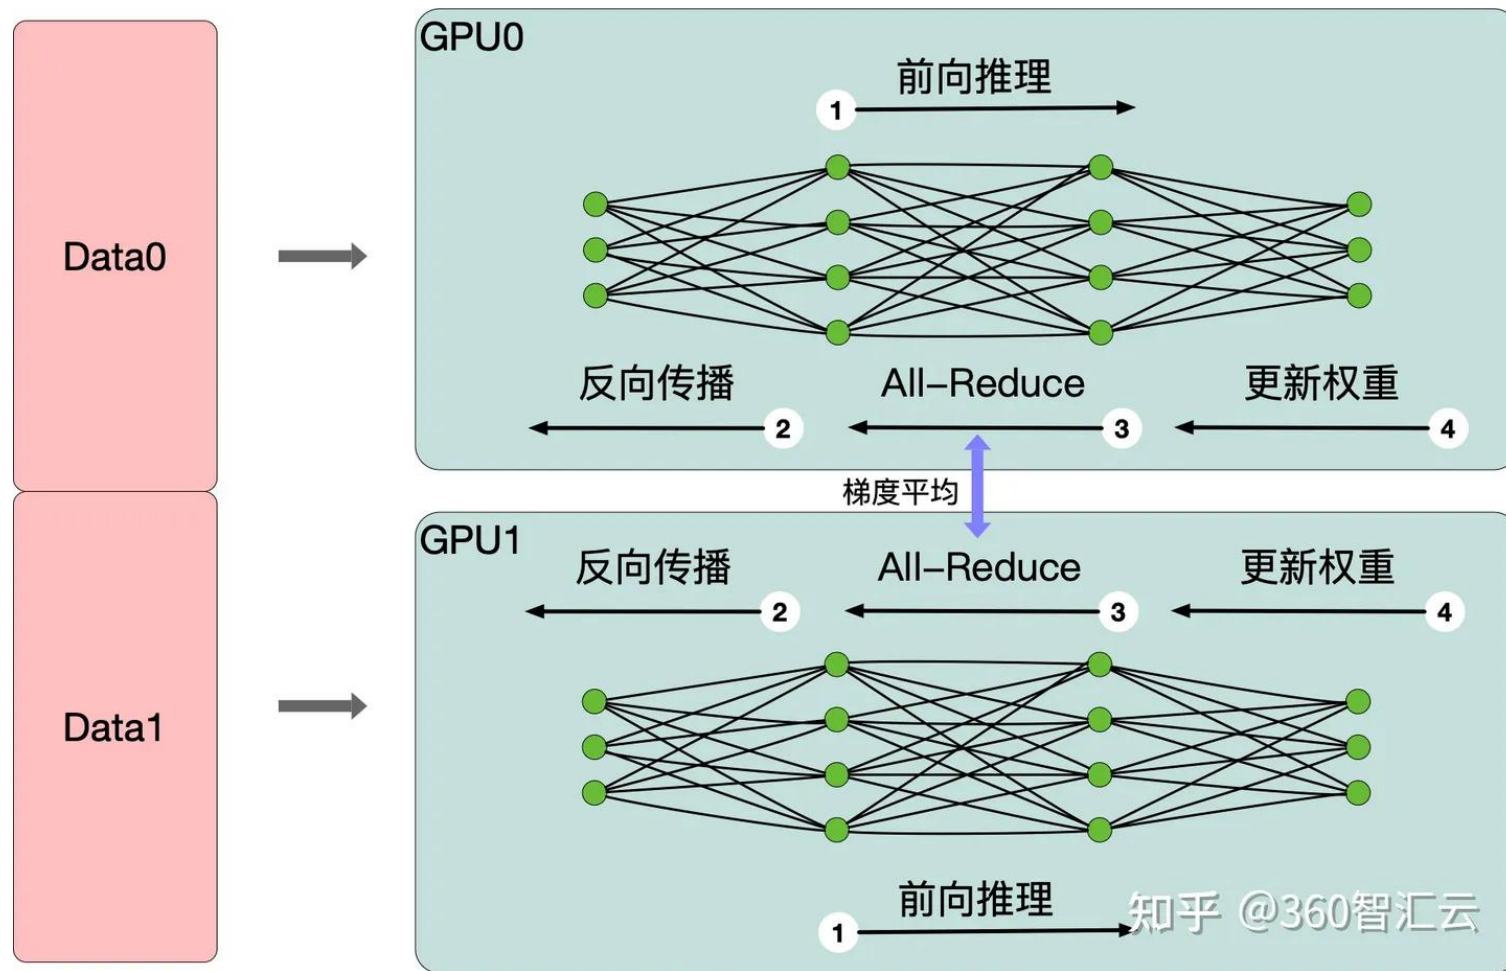 GPU0
前向推理
1
Data0
反向传播
All-Reduce
更新权重
2
3
4
梯度平均
GPU1
反向传播
All-Reduce
更新权重
2
3
4
Data1
前向推理
1
知乎 @360智汇云